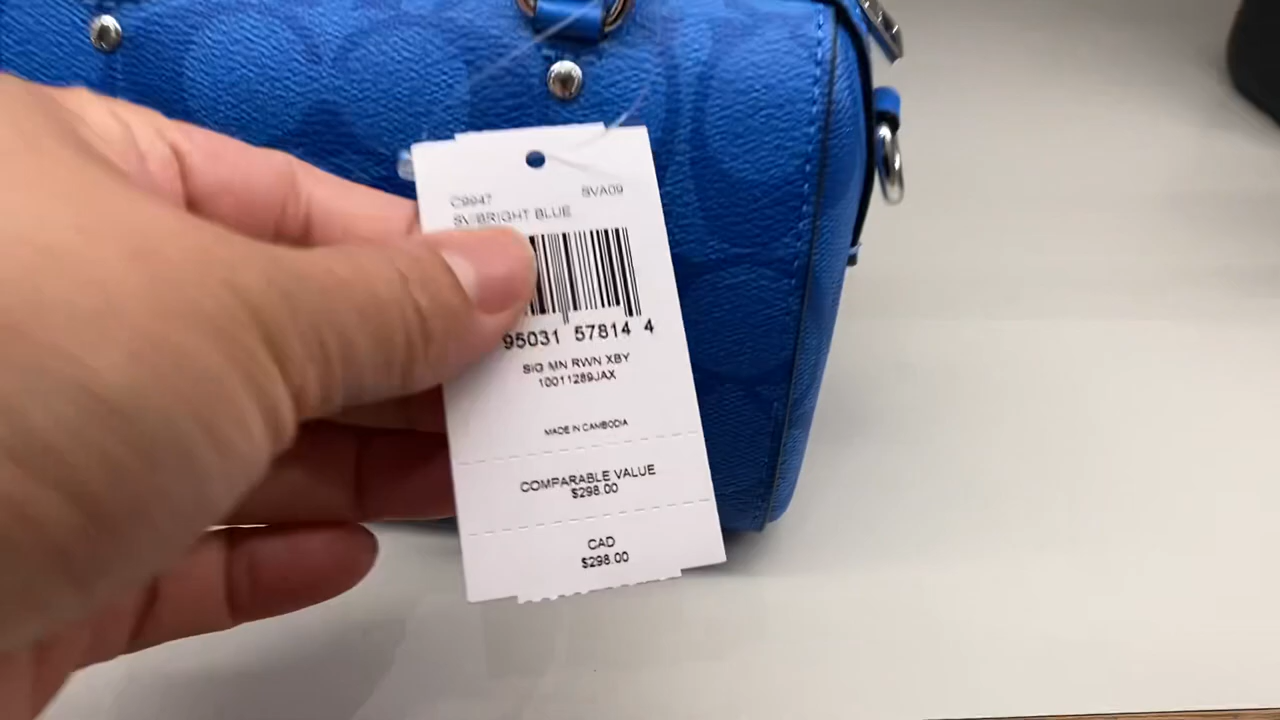 C9947 SVA09
SV/BRIGHT BLUE
95031 57814 4
SIG MN RWN XBY
10011289JAX
MADE IN CAMBODIA
COMPARABLE VALUE
$298.00
CAD
$298.00